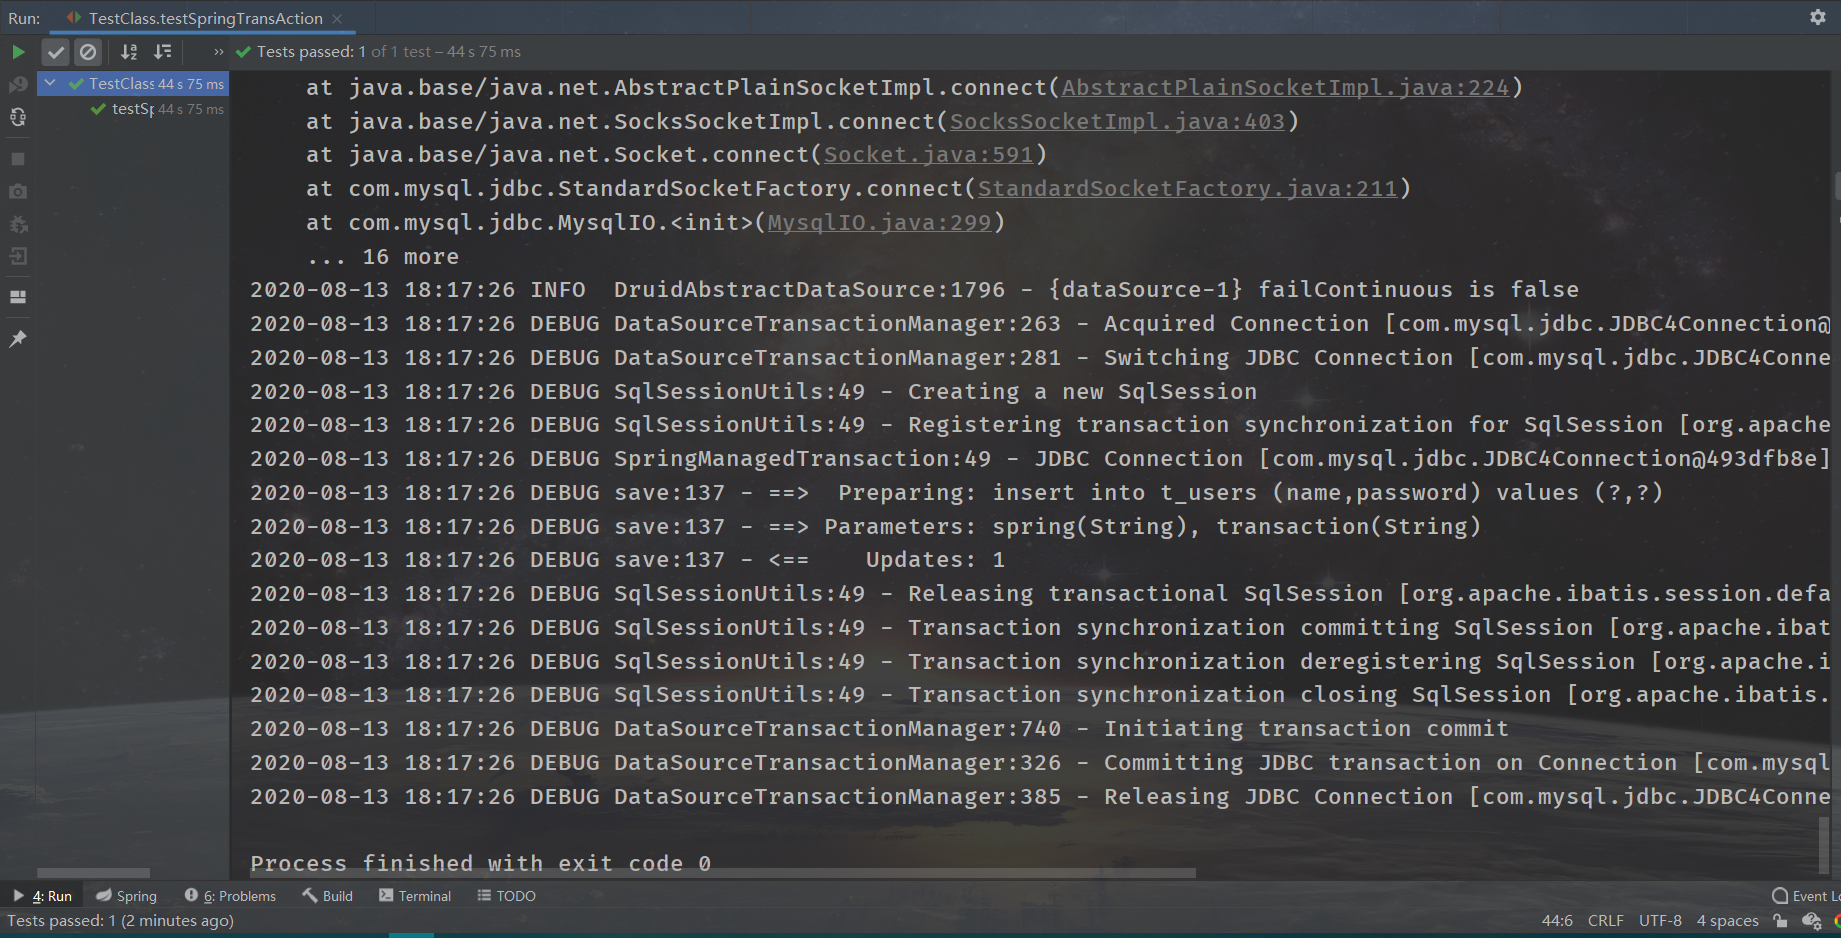 Run: TestClass.testSpringTransAction
Tests passed: 1 of 1 test – 44 s 75 ms
TestClass 44 s 75 ms
testSp 44 s 75 ms
at java.base/java.net.AbstractPlainSocketImpl.connect(AbstractPlainSocketImpl.java:224)
at java.base/java.net.SocksSocketImpl.connect(SocksSocketImpl.java:403)
at java.base/java.net.Socket.connect(Socket.java:591)
at com.mysql.jdbc.StandardSocketFactory.connect(StandardSocketFactory.java:211)
at com.mysql.jdbc.MysqlIO.<init>(MysqlIO.java:299)
... 16 more
2020-08-13 18:17:26 INFO  DruidAbstractDataSource:1796 - {dataSource-1} failContinuous is false
2020-08-13 18:17:26 DEBUG DataSourceTransactionManager:263 - Acquired Connection [com.mysql.jdbc.JDBC4Connection@
2020-08-13 18:17:26 DEBUG DataSourceTransactionManager:281 - Switching JDBC Connection [com.mysql.jdbc.JDBC4Conne
2020-08-13 18:17:26 DEBUG SqlSessionUtils:49 - Creating a new SqlSession
2020-08-13 18:17:26 DEBUG SqlSessionUtils:49 - Registering transaction synchronization for SqlSession [org.apache
2020-08-13 18:17:26 DEBUG SpringManagedTransaction:49 - JDBC Connection [com.mysql.jdbc.JDBC4Connection@493dfb8e]
2020-08-13 18:17:26 DEBUG save:137 - ==>  Preparing: insert into t_users (name,password) values (?,?)
2020-08-13 18:17:26 DEBUG save:137 - ==> Parameters: spring(String), transaction(String)
2020-08-13 18:17:26 DEBUG save:137 - <==    Updates: 1
2020-08-13 18:17:26 DEBUG SqlSessionUtils:49 - Releasing transactional SqlSession [org.apache.ibatis.session.defa
2020-08-13 18:17:26 DEBUG SqlSessionUtils:49 - Transaction synchronization committing SqlSession [org.apache.ibat
2020-08-13 18:17:26 DEBUG SqlSessionUtils:49 - Transaction synchronization deregistering SqlSession [org.apache.i
2020-08-13 18:17:26 DEBUG SqlSessionUtils:49 - Transaction synchronization closing SqlSession [org.apache.ibatis.
2020-08-13 18:17:26 DEBUG DataSourceTransactionManager:740 - Initiating transaction commit
2020-08-13 18:17:26 DEBUG DataSourceTransactionManager:326 - Committing JDBC transaction on Connection [com.mysql
2020-08-13 18:17:26 DEBUG DataSourceTransactionManager:385 - Releasing JDBC Connection [com.mysql.jdbc.JDBC4Conne
Process finished with exit code 0
4: Run Spring 6: Problems Build Terminal TODO Event Lo
Tests passed: 1 (2 minutes ago) 44:6 CRLF UTF-8 4 spaces